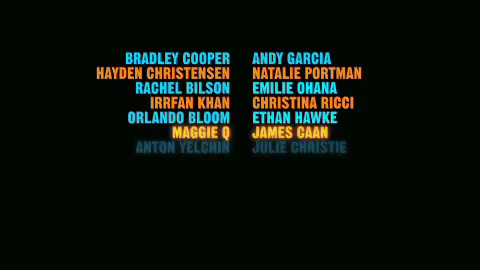 BRADLEY COOPER ANDY GARCIA
HAYDEN CHRISTENSEN NATALIE PORTMAN
RACHEL BILSON EMILIE OHANA
IRRFAN KHAN CHRISTINA RICCI
ORLANDO BLOOM ETHAN HAWKE
MAGGIE Q JAMES CAAN
ANTON YELCHIN JULIE CHRISTIE